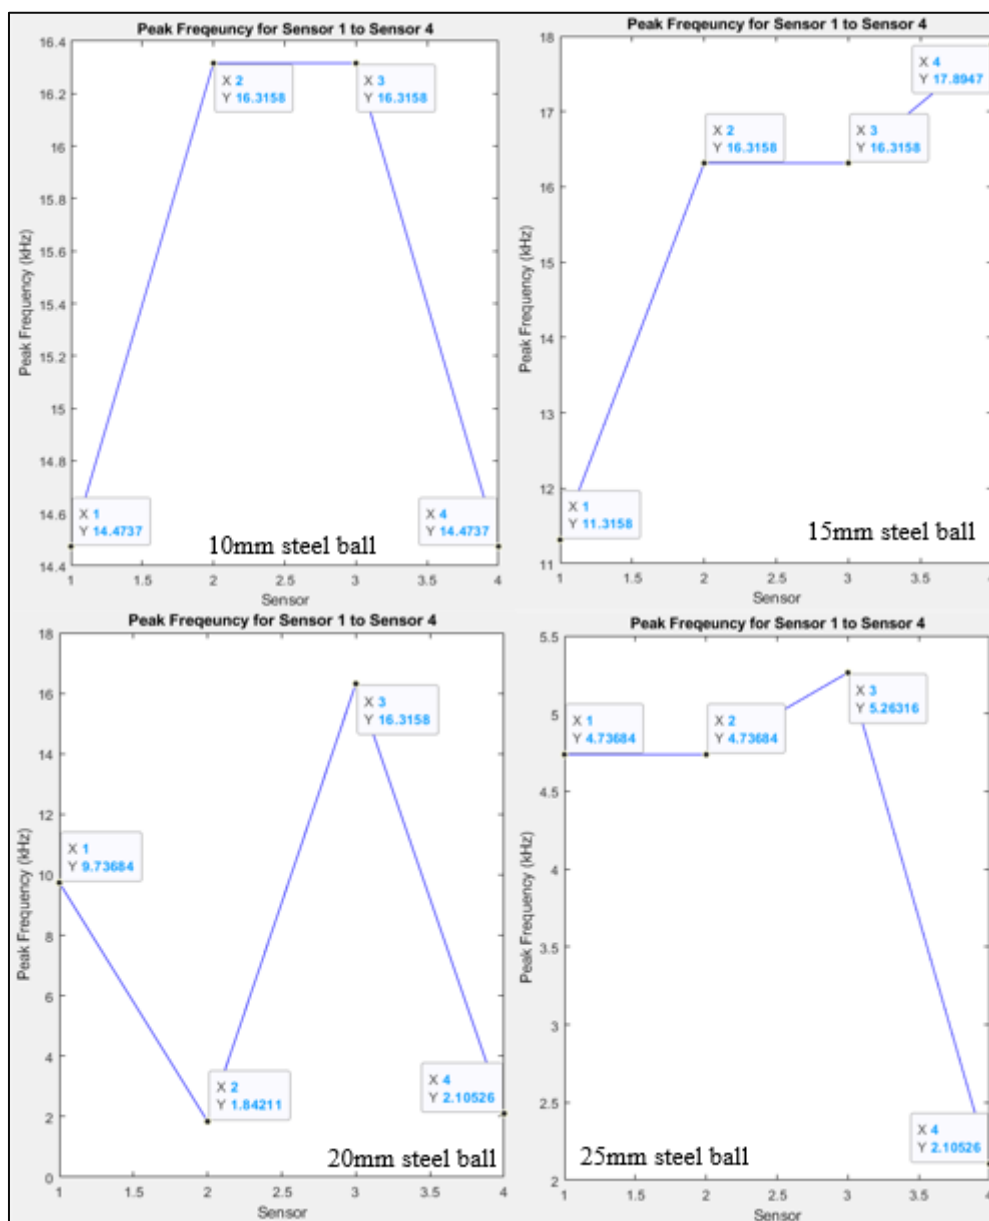 Peak Freqeuncy for Sensor 1 to Sensor 4
16.4
16.2
16
15.8
15.6
15.4
15.2
15
14.8
14.6
14.4
Peak Frequency (kHz)
X 2
Y 16.3158
X 3
Y 16.3158
X 1
Y 14.4737
X 4
Y 14.4737
10mm steel ball
1 1.5 2 2.5 3 3.5 4
Sensor
Peak Freqeuncy for Sensor 1 to Sensor 4
18
17
16
15
14
13
12
11
Peak Frequency (kHz)
X 4
Y 17.8947
X 2
Y 16.3158
X 3
Y 16.3158
X 1
Y 11.3158
15mm steel ball
1 1.5 2 2.5 3 3.5 4
Sensor
Peak Freqeuncy for Sensor 1 to Sensor 4
18
16
14
12
10
8
6
4
2
0
Peak Frequency (kHz)
X 3
Y 16.3158
X 1
Y 9.73684
X 2
Y 1.84211
X 4
Y 2.10526
20mm steel ball
1 1.5 2 2.5 3 3.5 4
Sensor
Peak Freqeuncy for Sensor 1 to Sensor 4
5.5
5
4.5
4
3.5
3
2.5
2
Peak Frequency (kHz)
X 1
Y 4.73684
X 2
Y 4.73684
X 3
Y 5.26316
X 4
Y 2.10526
25mm steel ball
1 1.5 2 2.5 3 3.5 4
Sensor